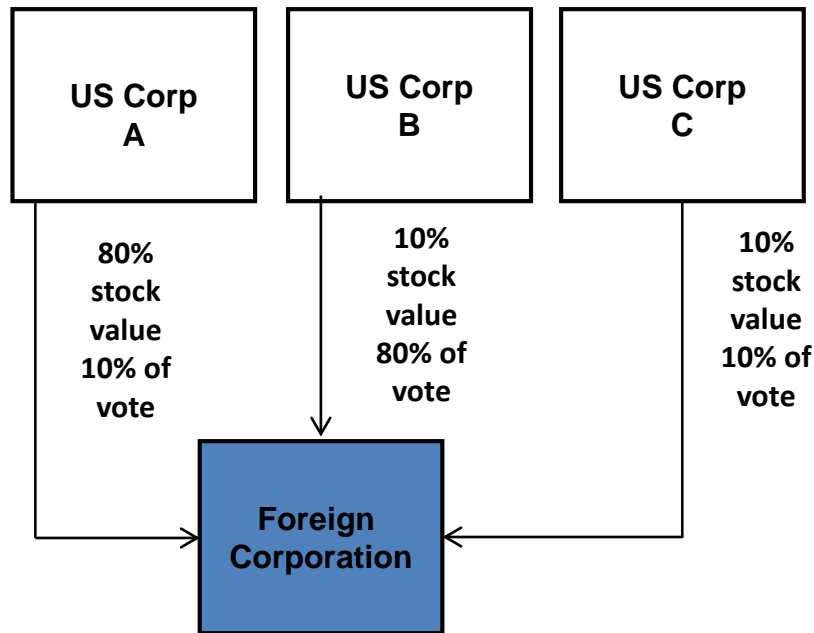 US Corp
A
US Corp
B
US Corp
C
80%
stock
value
10% of
vote
10%
stock
value
80% of
vote
10%
stock
value
10% of
vote
Foreign
Corporation